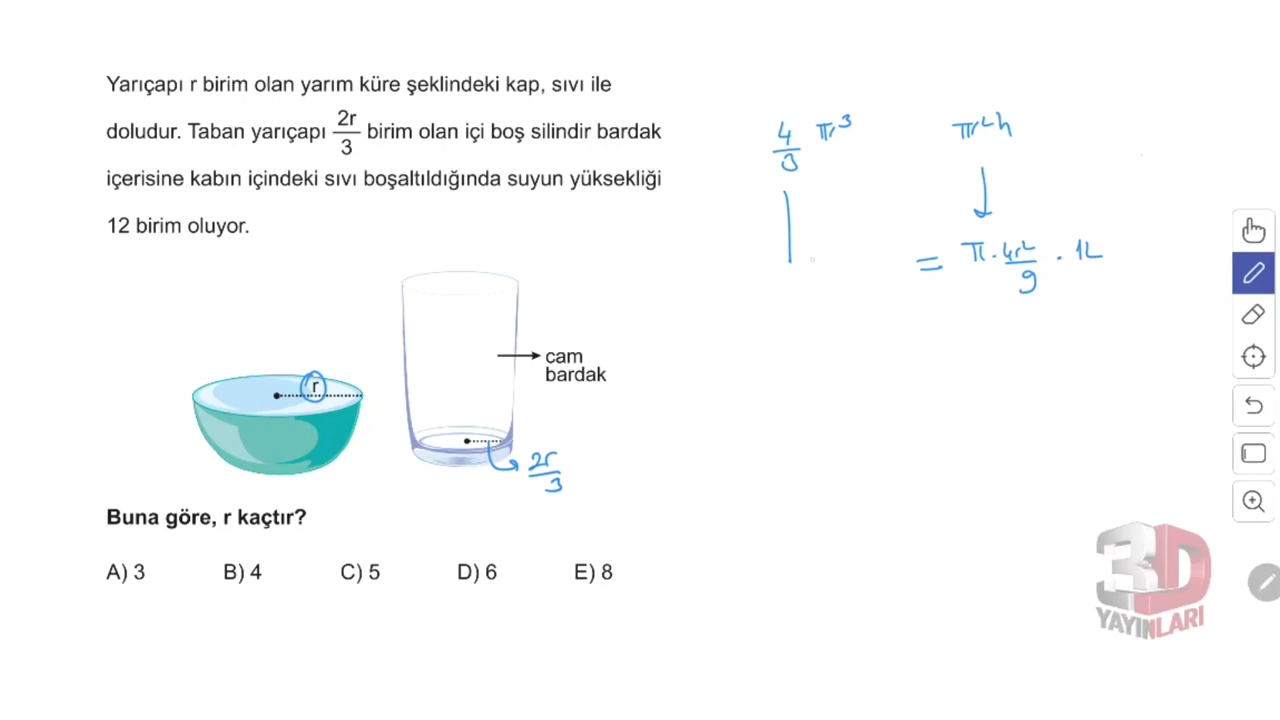 Yarıçapı r birim olan yarım küre şeklindeki kap, sıvı ile
doludur. Taban yarıçapı 2r/3 birim olan içi boş silindir bardak
içerisine kabın içindeki sıvı boşaltıldığında suyun yüksekliği
12 birim oluyor.
r
cam
bardak
2r/3
Buna göre, r kaçtır?
A) 3 B) 4 C) 5 D) 6 E) 8
4/3 πr³ πr²h
= π · 4r²/9 · 12
3D
YAYINLARI